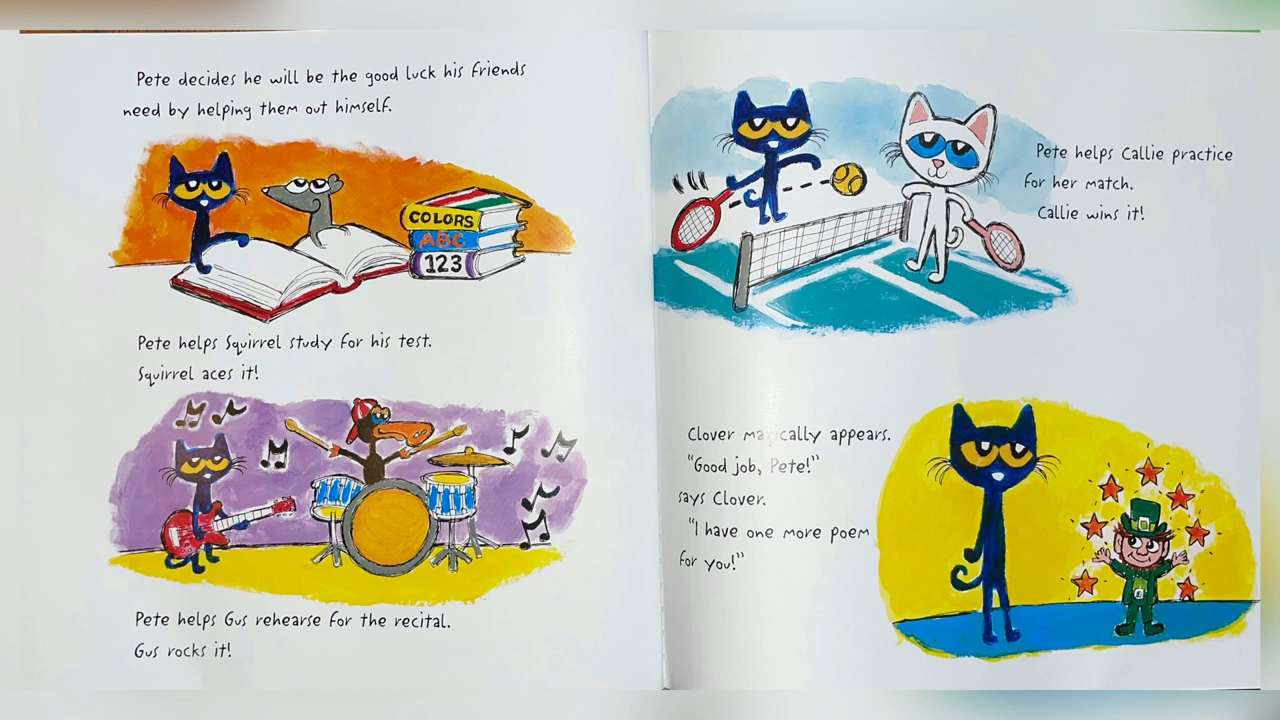 Pete decides he will be the good luck his friends
need by helping them out himself.
COLORS
ABC
123
Pete helps Squirrel study for his test.
Squirrel aces it!
Pete helps Gus rehearse for the recital.
Gus rocks it!
Pete helps Callie practice
for her match.
Callie wins it!
Clover magically appears.
"Good job, Pete!"
says Clover.
"I have one more poem
for you!"